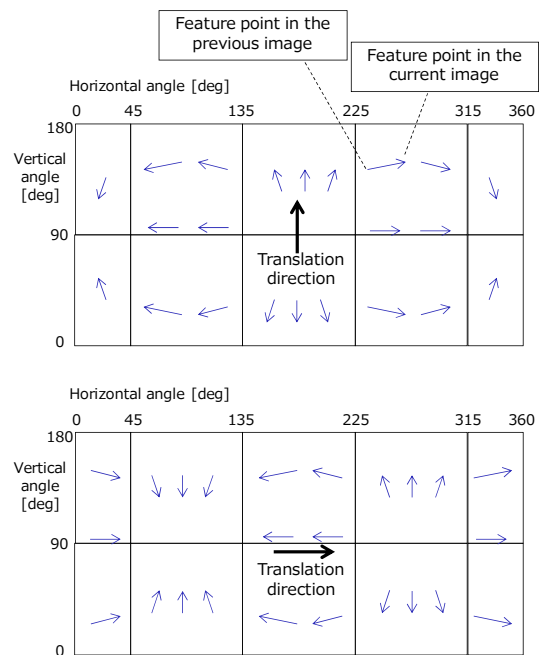 Feature point in the
previous image
Feature point in the
current image
Horizontal angle [deg]
0 45 135 225 315 360
180
Vertical
angle
[deg]
90
Translation
direction
0
Horizontal angle [deg]
0 45 135 225 315 360
180
Vertical
angle
[deg]
90
Translation
direction
0